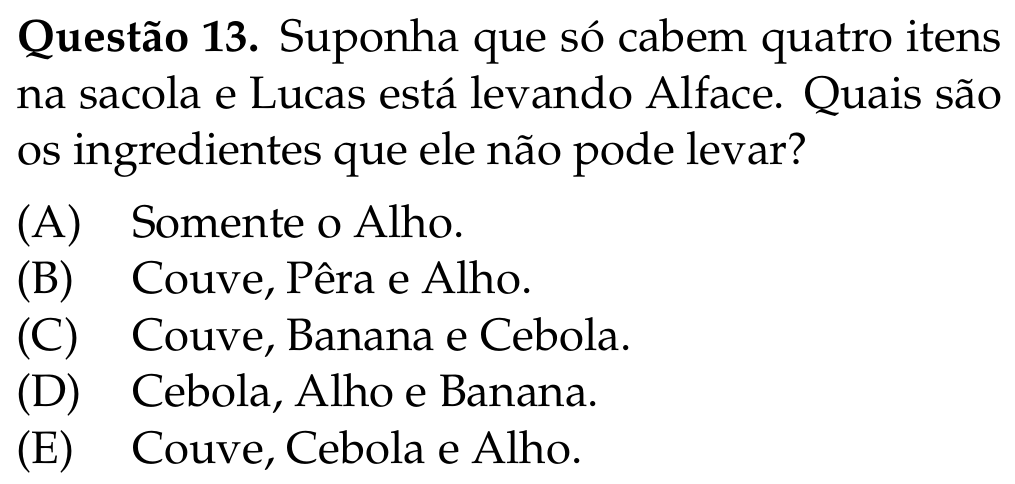 Questão 13. Suponha que só cabem quatro itens
na sacola e Lucas está levando Alface. Quais são
os ingredientes que ele não pode levar?
(A) Somente o Alho.
(B) Couve, Pêra e Alho.
(C) Couve, Banana e Cebola.
(D) Cebola, Alho e Banana.
(E) Couve, Cebola e Alho.